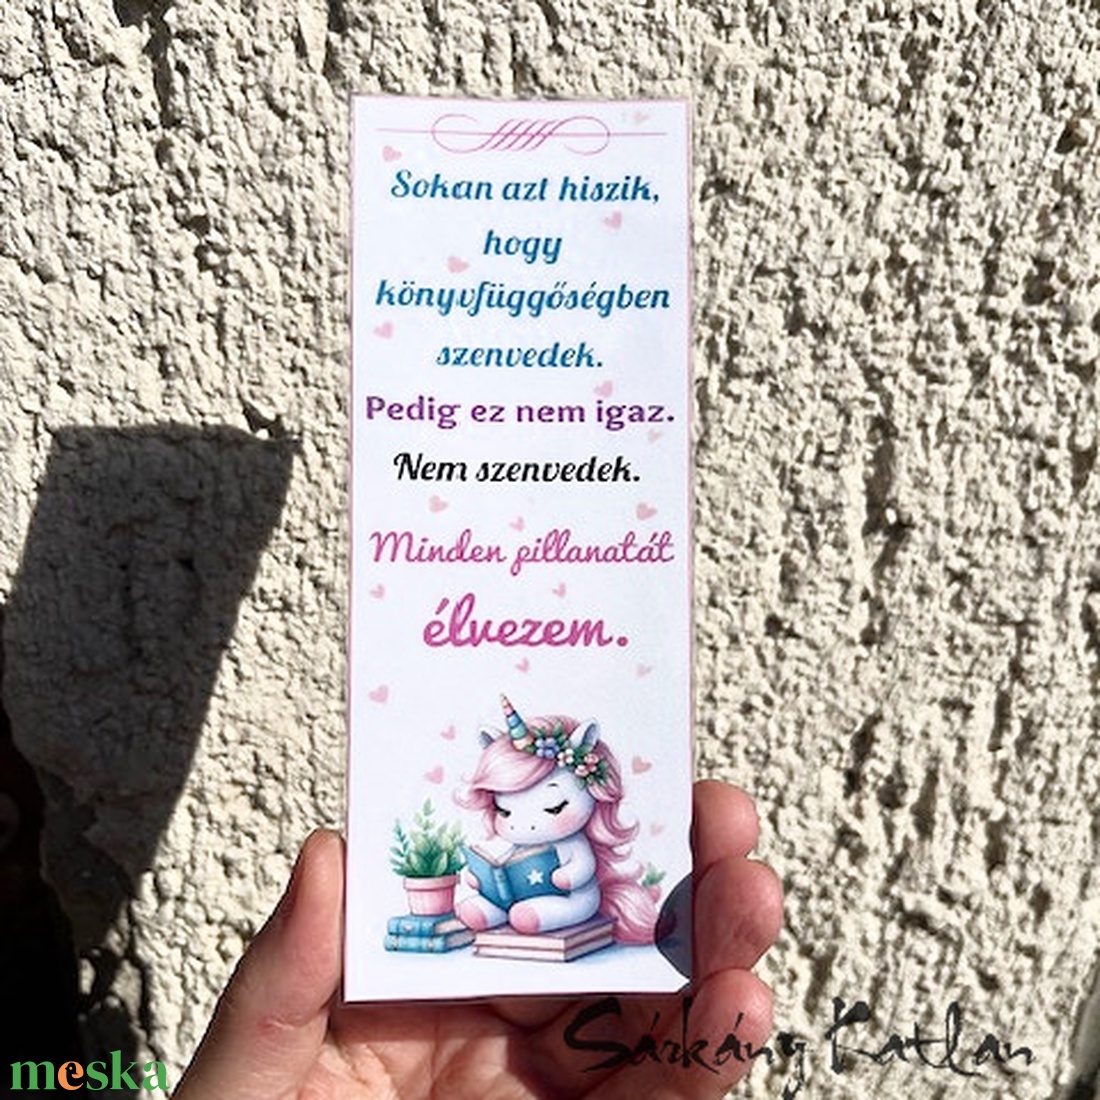 Sokan azt hiszik,
hogy
könyvfüggőségben
szenvedek.
Pedig ez nem igaz.
Nem szenvedek.
Minden pillanatát
élvezem.
Sárkány Katlan
meska